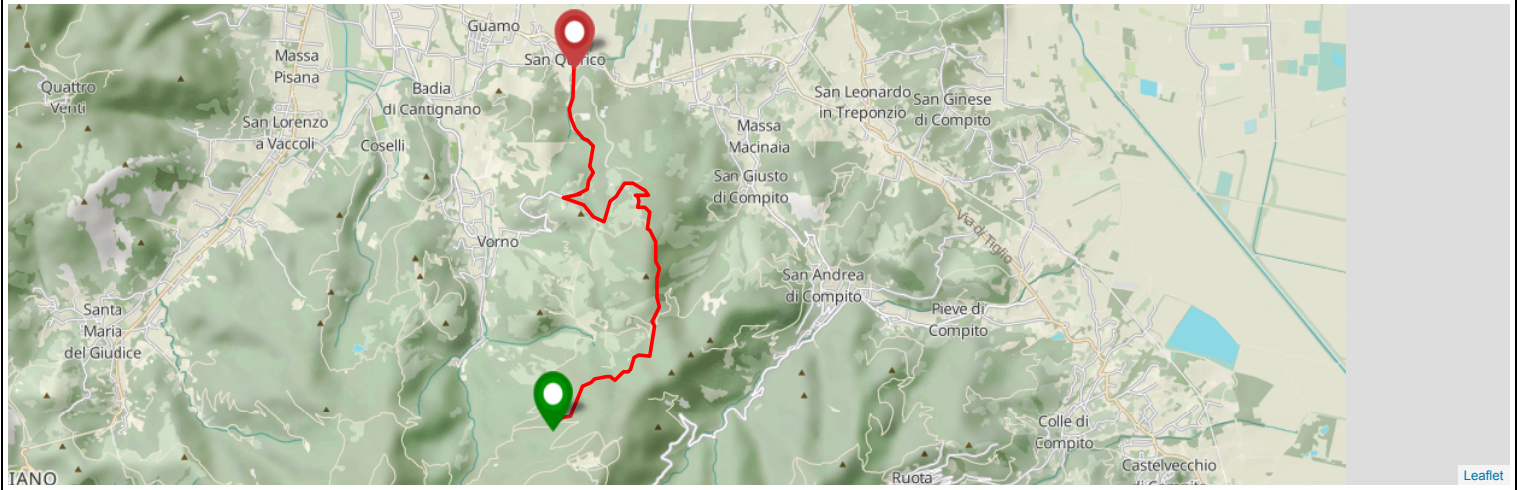 Guamo
San Quirico
Massa
Pisana
Quattro
Venti
Badia
di Cantignano
San Leonardo
in Treponzio
San Ginese
di Compito
San Lorenzo
a Vaccoli
Coselli
Massa
Macinaia
San Giusto
di Compito
Via di Tiglio
Vorno
San Andrea
di Compito
Santa
Maria
del Giudice
Pieve di
Compito
Colle di
Compito
Castelvecchio
di Compito
Ruota
IANO
Leaflet